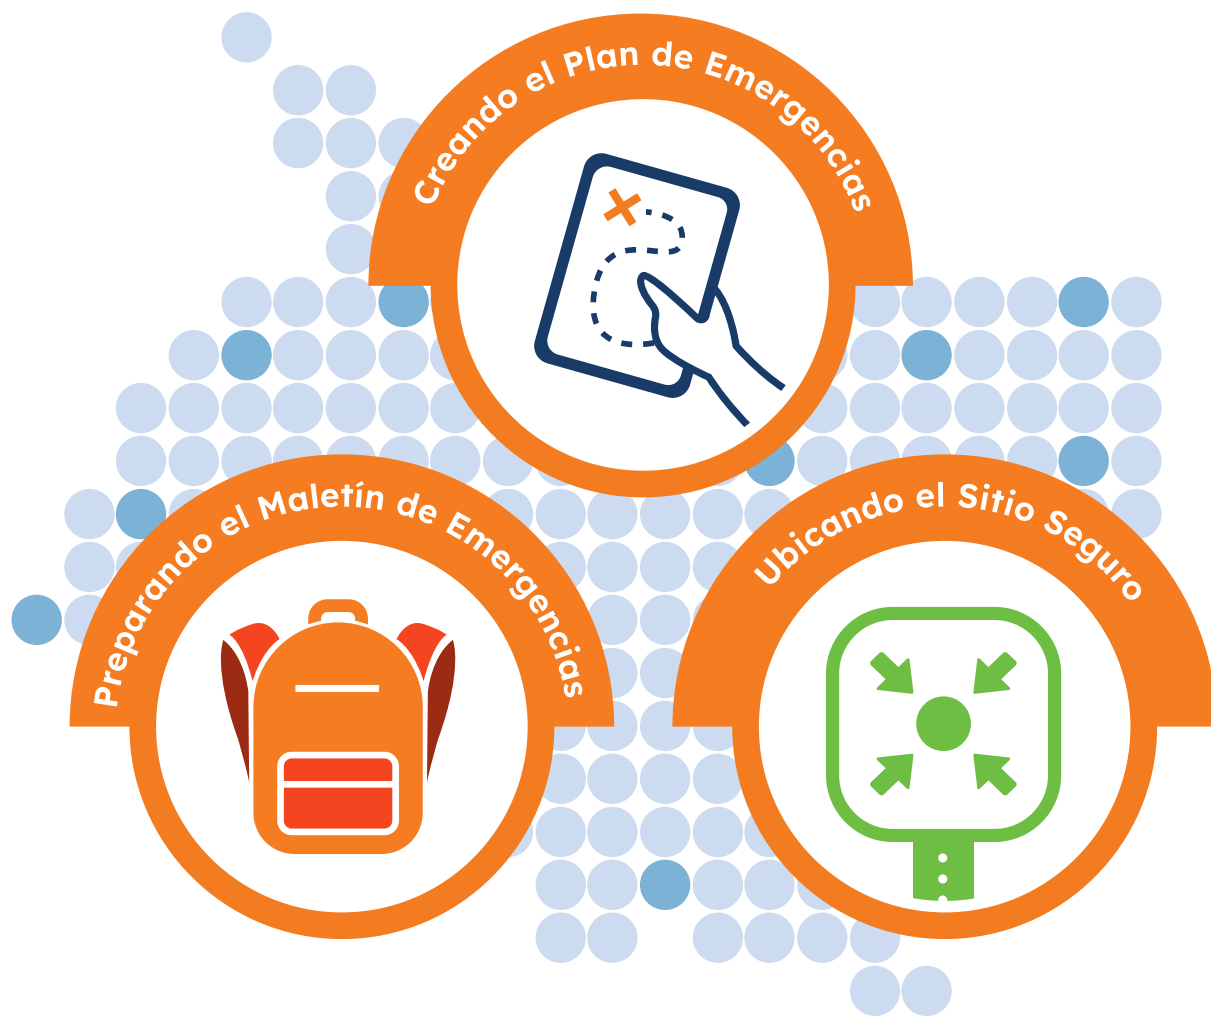 Creando el Plan de Emergencias
Preparando el Maletín de Emergencias
Ubicando el Sitio Seguro